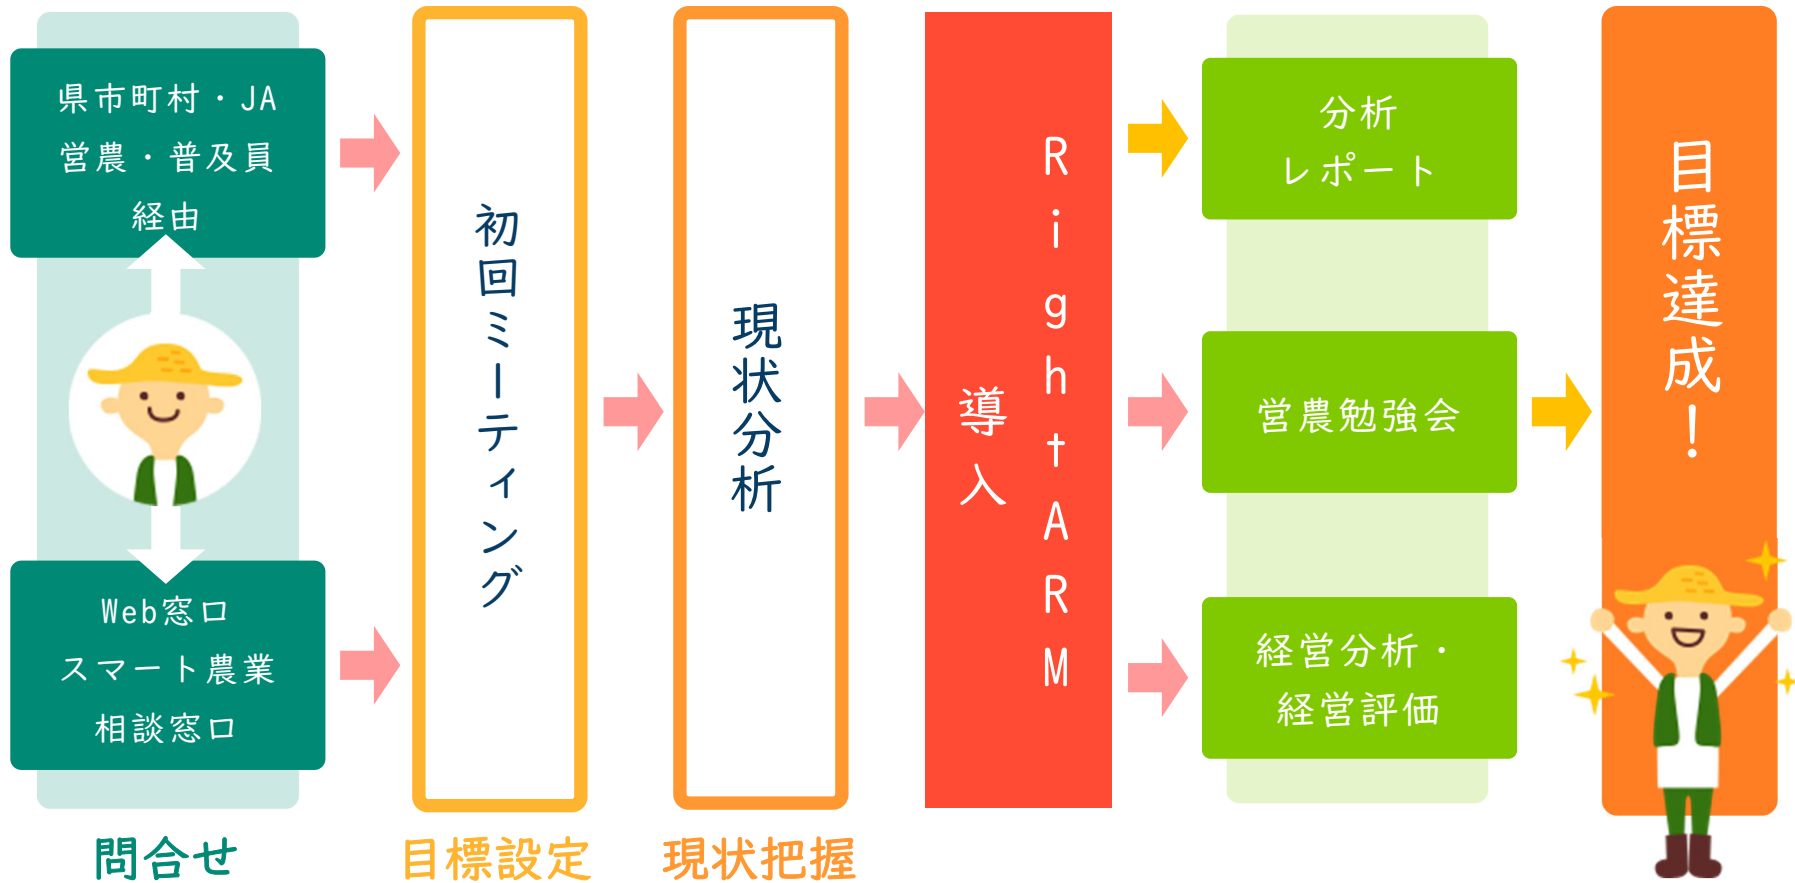 県市町村・JA
営農・普及員
経由
Web窓口
スマート農業
相談窓口
問合せ
初回ミーティング
目標設定
現状分析
現状把握
RightARM
導入
分析
レポート
営農勉強会
経営分析・
経営評価
目標達成！